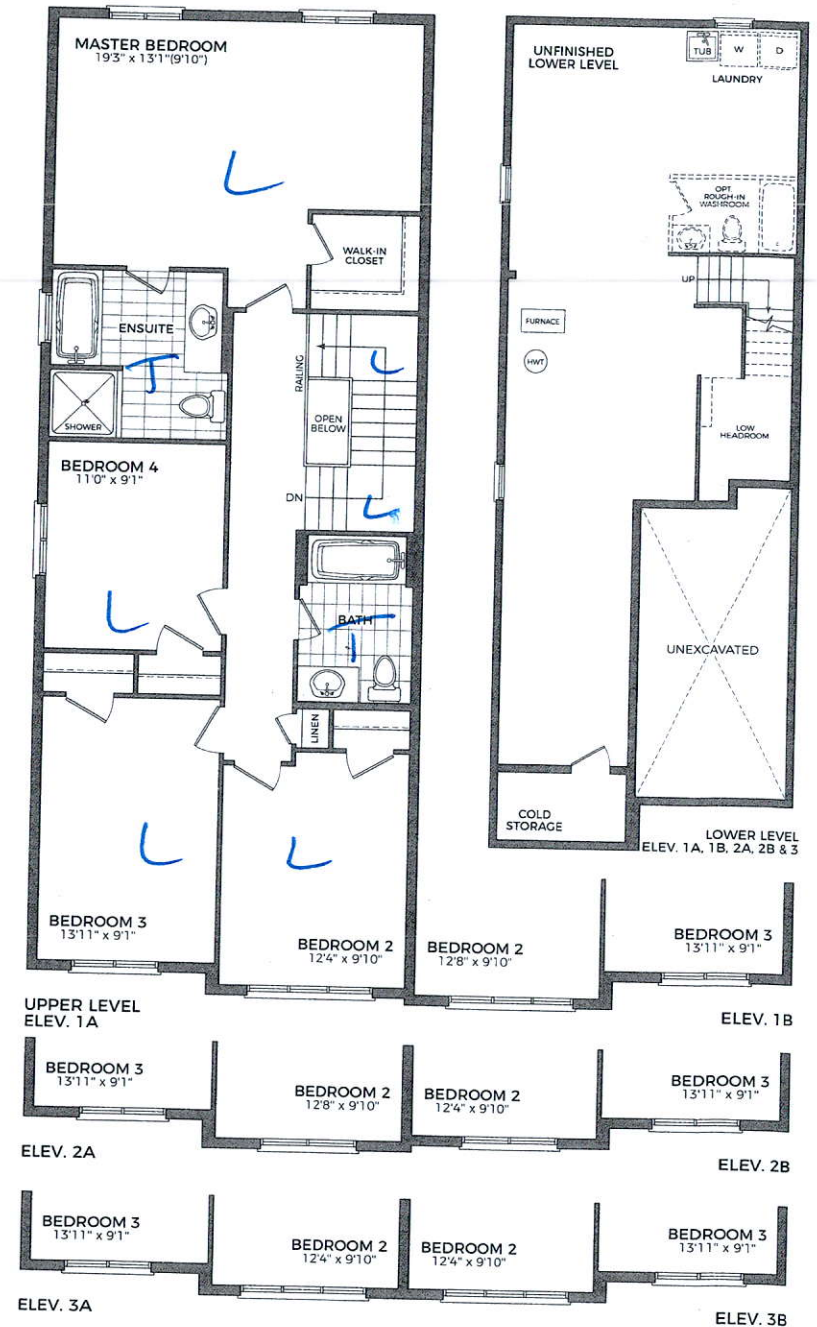 MASTER BEDROOM
19'3" x 13'1"(9'10")
L
WALK-IN
CLOSET
ENSUITE
T
SHOWER
RAILING
L
OPEN
BELOW
DN
L
BEDROOM 4
11'0" x 9'1"
L
BATH
T
LINEN
L
L
BEDROOM 3
13'11" x 9'1"
BEDROOM 2
12'4" x 9'10"
UPPER LEVEL
ELEV. 1A
UNFINISHED
LOWER LEVEL
TUB
W
D
LAUNDRY
OPT.
ROUGH-IN
WASHROOM
UP
FURNACE
HWT
LOW
HEADROOM
UNEXCAVATED
COLD
STORAGE
LOWER LEVEL
ELEV. 1A, 1B, 2A, 2B & 3
BEDROOM 2
12'8" x 9'10"
BEDROOM 3
13'11" x 9'1"
ELEV. 1B
BEDROOM 3
13'11" x 9'1"
BEDROOM 2
12'8" x 9'10"
ELEV. 2A
BEDROOM 2
12'4" x 9'10"
BEDROOM 3
13'11" x 9'1"
ELEV. 2B
BEDROOM 3
13'11" x 9'1"
BEDROOM 2
12'4" x 9'10"
ELEV. 3A
BEDROOM 2
12'4" x 9'10"
BEDROOM 3
13'11" x 9'1"
ELEV. 3B